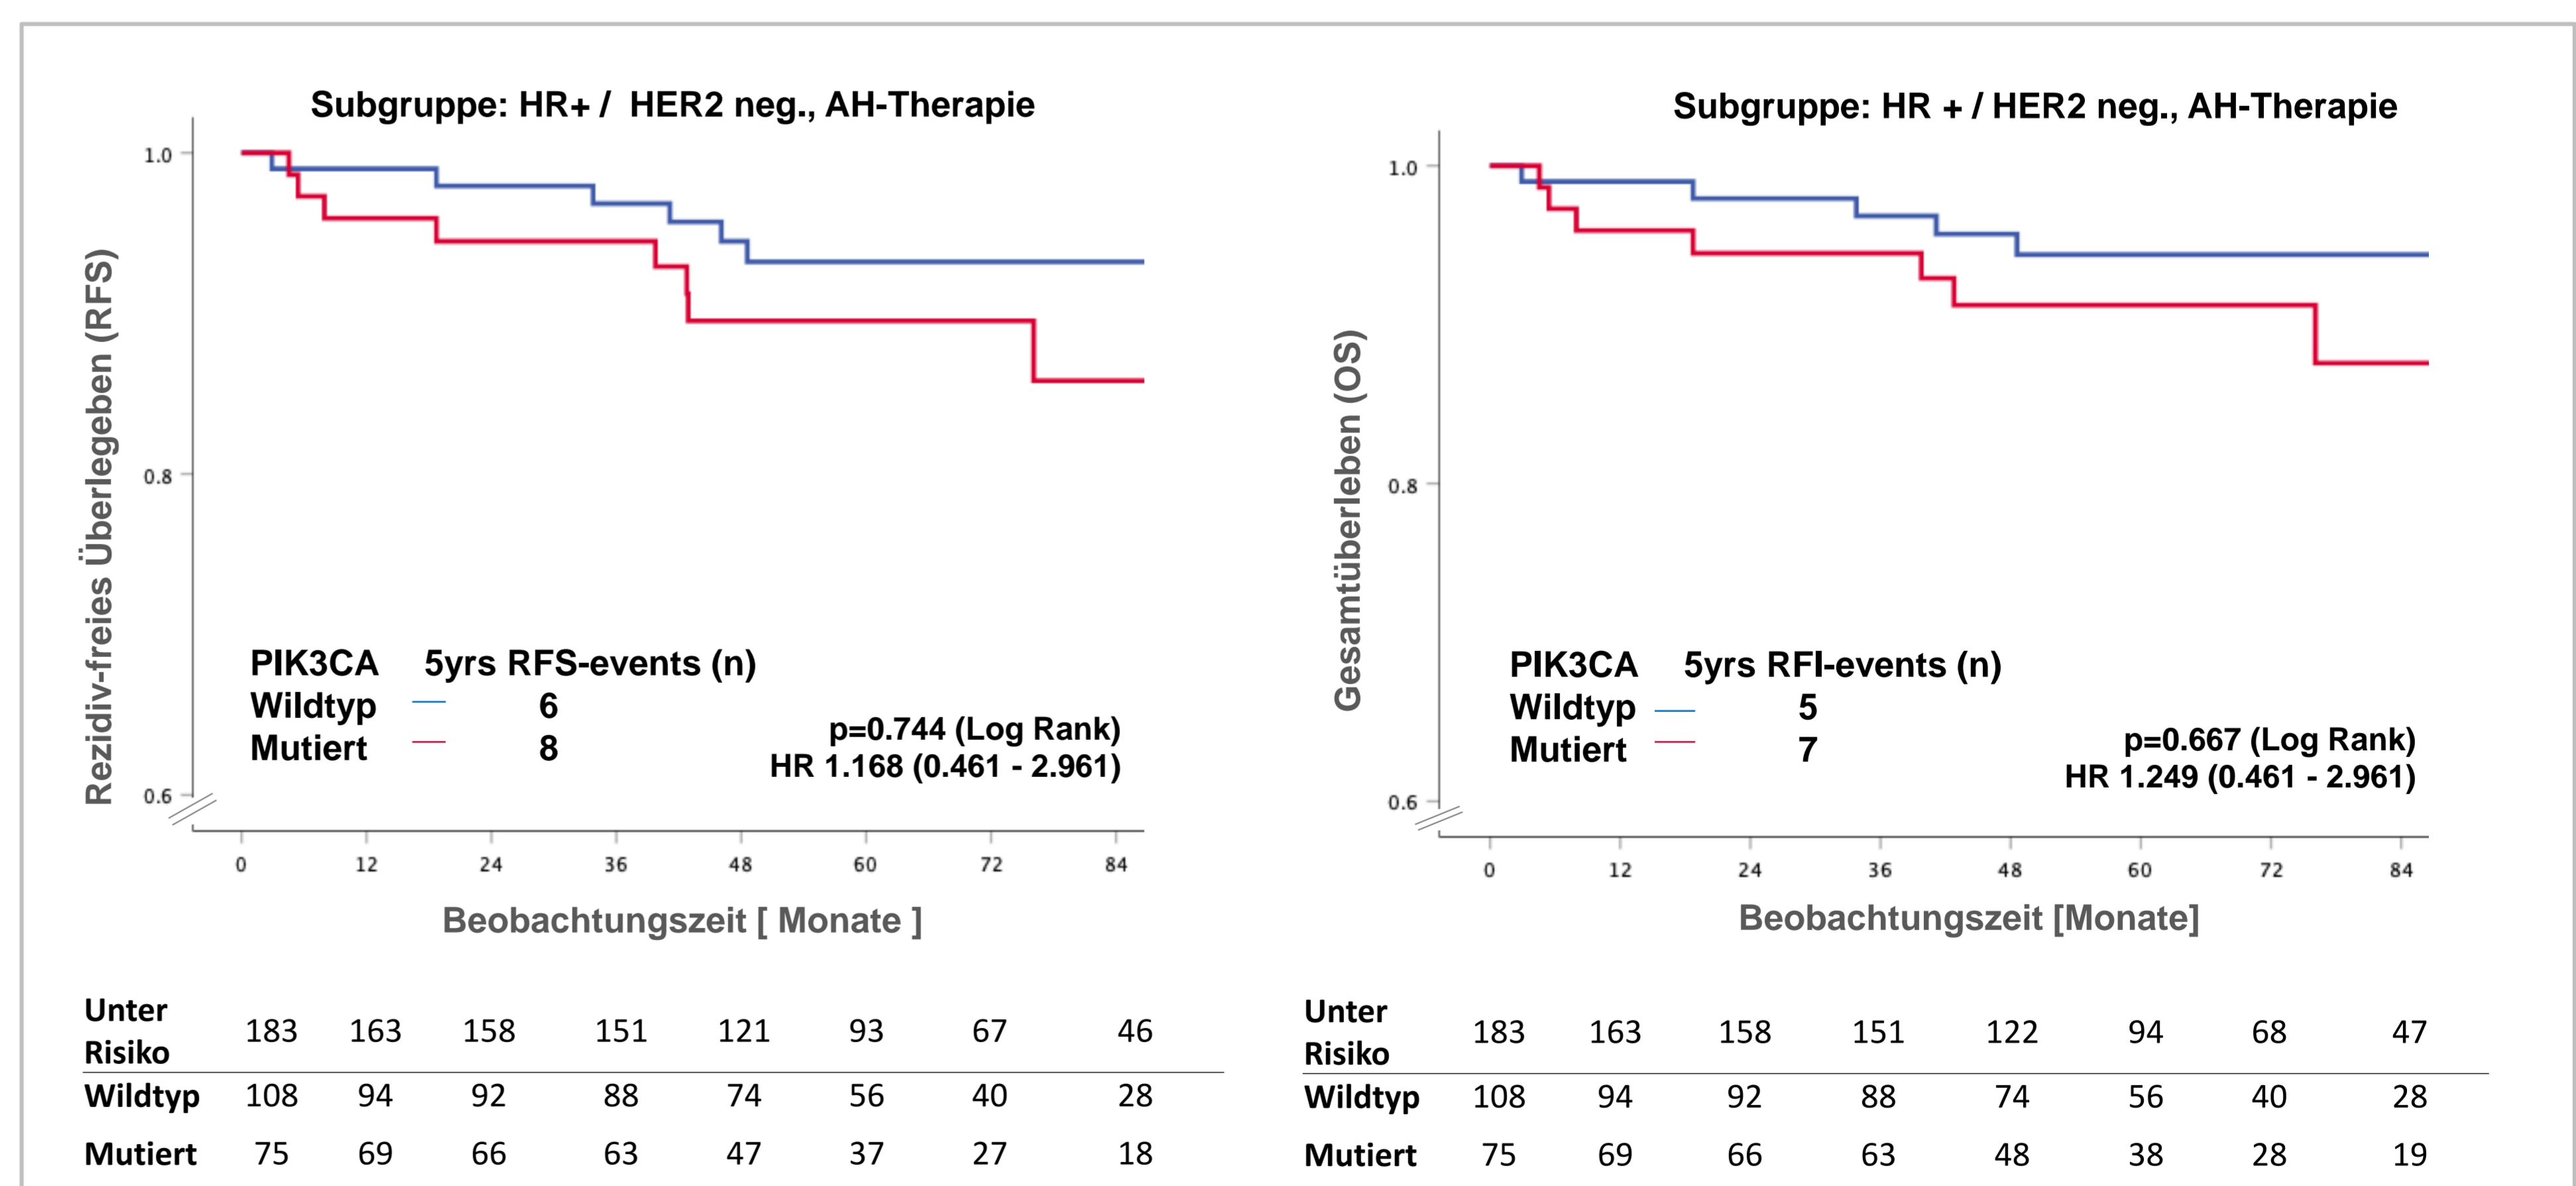 Subgruppe: HR+ / HER2 neg., AH-Therapie
Rezidiv-freies Überlegeben (RFS)
1.0
0.8
0.6
PIK3CA 5yrs RFS-events (n)
Wildtyp 6
Mutiert 8
p=0.744 (Log Rank)
HR 1.168 (0.461 - 2.961)
0 12 24 36 48 60 72 84
Beobachtungszeit [ Monate ]
Unter
Risiko 183 163 158 151 121 93 67 46
Wildtyp 108 94 92 88 74 56 40 28
Mutiert 75 69 66 63 47 37 27 18
Subgruppe: HR + / HER2 neg., AH-Therapie
Gesamtüberleben (OS)
1.0
0.8
0.6
PIK3CA 5yrs RFI-events (n)
Wildtyp 5
Mutiert 7
p=0.667 (Log Rank)
HR 1.249 (0.461 - 2.961)
0 12 24 36 48 60 72 84
Beobachtungszeit [Monate]
Unter
Risiko 183 163 158 151 122 94 68 47
Wildtyp 108 94 92 88 74 56 40 28
Mutiert 75 69 66 63 48 38 28 19